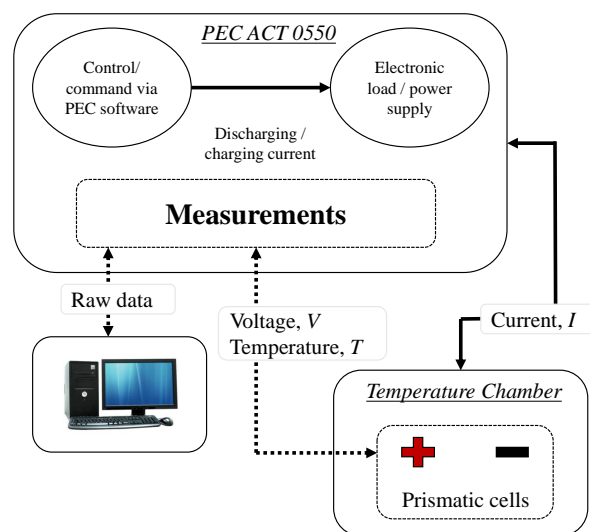 PEC ACT 0550
Control/
command via
PEC software
Electronic
load / power
supply
Discharging /
charging current
Measurements
Raw data
Voltage, V
Temperature, T
Current, I
Temperature Chamber
Prismatic cells